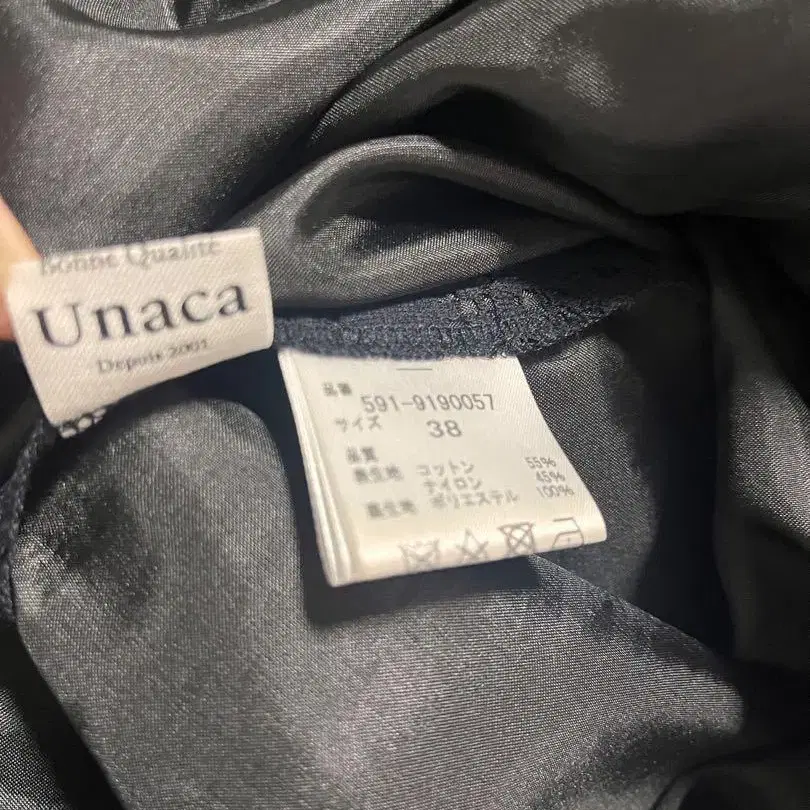 Bonne Qualité
Unaca
Depuis 2001
品番
591-9190057
サイズ 38
品質
表生地 コットン 55%
ナイロン 45%
裏生地 ポリエステル 100%